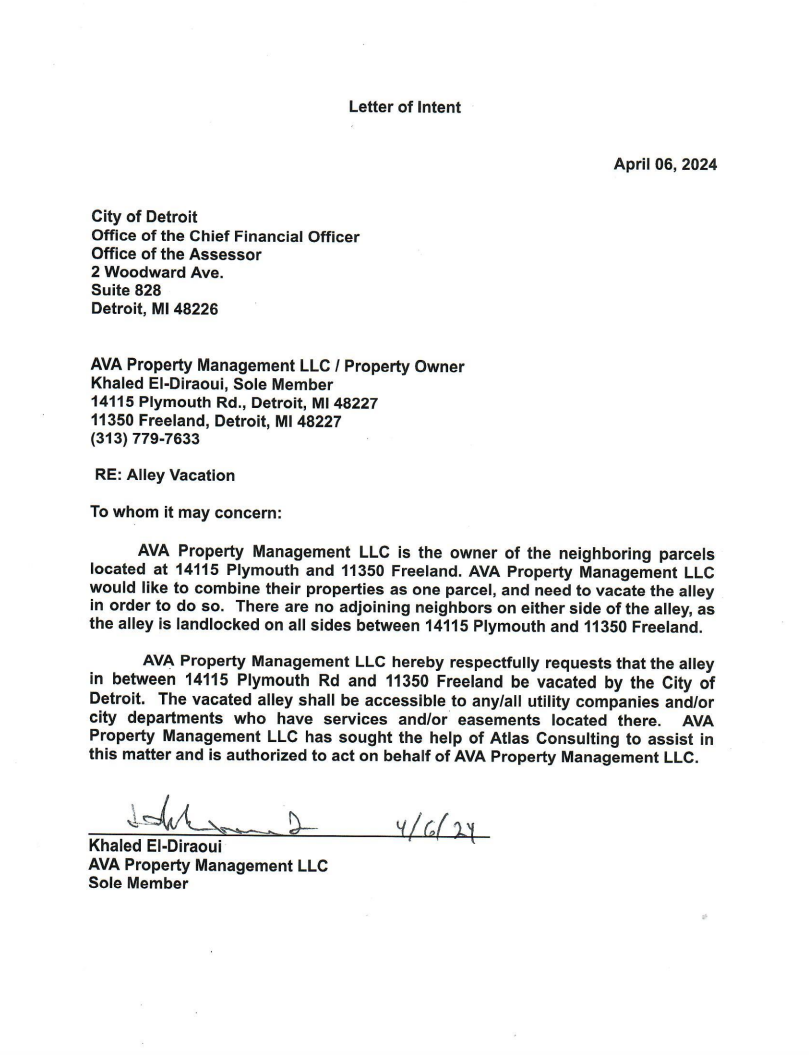 Letter of Intent
April 06, 2024
City of Detroit
Office of the Chief Financial Officer
Office of the Assessor
2 Woodward Ave.
Suite 828
Detroit, MI 48226
AVA Property Management LLC / Property Owner
Khaled El-Diraoui, Sole Member
14115 Plymouth Rd., Detroit, MI 48227
11350 Freeland, Detroit, MI 48227
(313) 779-7633
RE: Alley Vacation
To whom it may concern:
AVA Property Management LLC is the owner of the neighboring parcels
located at 14115 Plymouth and 11350 Freeland. AVA Property Management LLC
would like to combine their properties as one parcel, and need to vacate the alley
in order to do so. There are no adjoining neighbors on either side of the alley, as
the alley is landlocked on all sides between 14115 Plymouth and 11350 Freeland.
AVA Property Management LLC hereby respectfully requests that the alley
in between 14115 Plymouth Rd and 11350 Freeland be vacated by the City of
Detroit. The vacated alley shall be accessible to any/all utility companies and/or
city departments who have services and/or easements located there. AVA
Property Management LLC has sought the help of Atlas Consulting to assist in
this matter and is authorized to act on behalf of AVA Property Management LLC.
4/6/24
Khaled El-Diraoui
AVA Property Management LLC
Sole Member